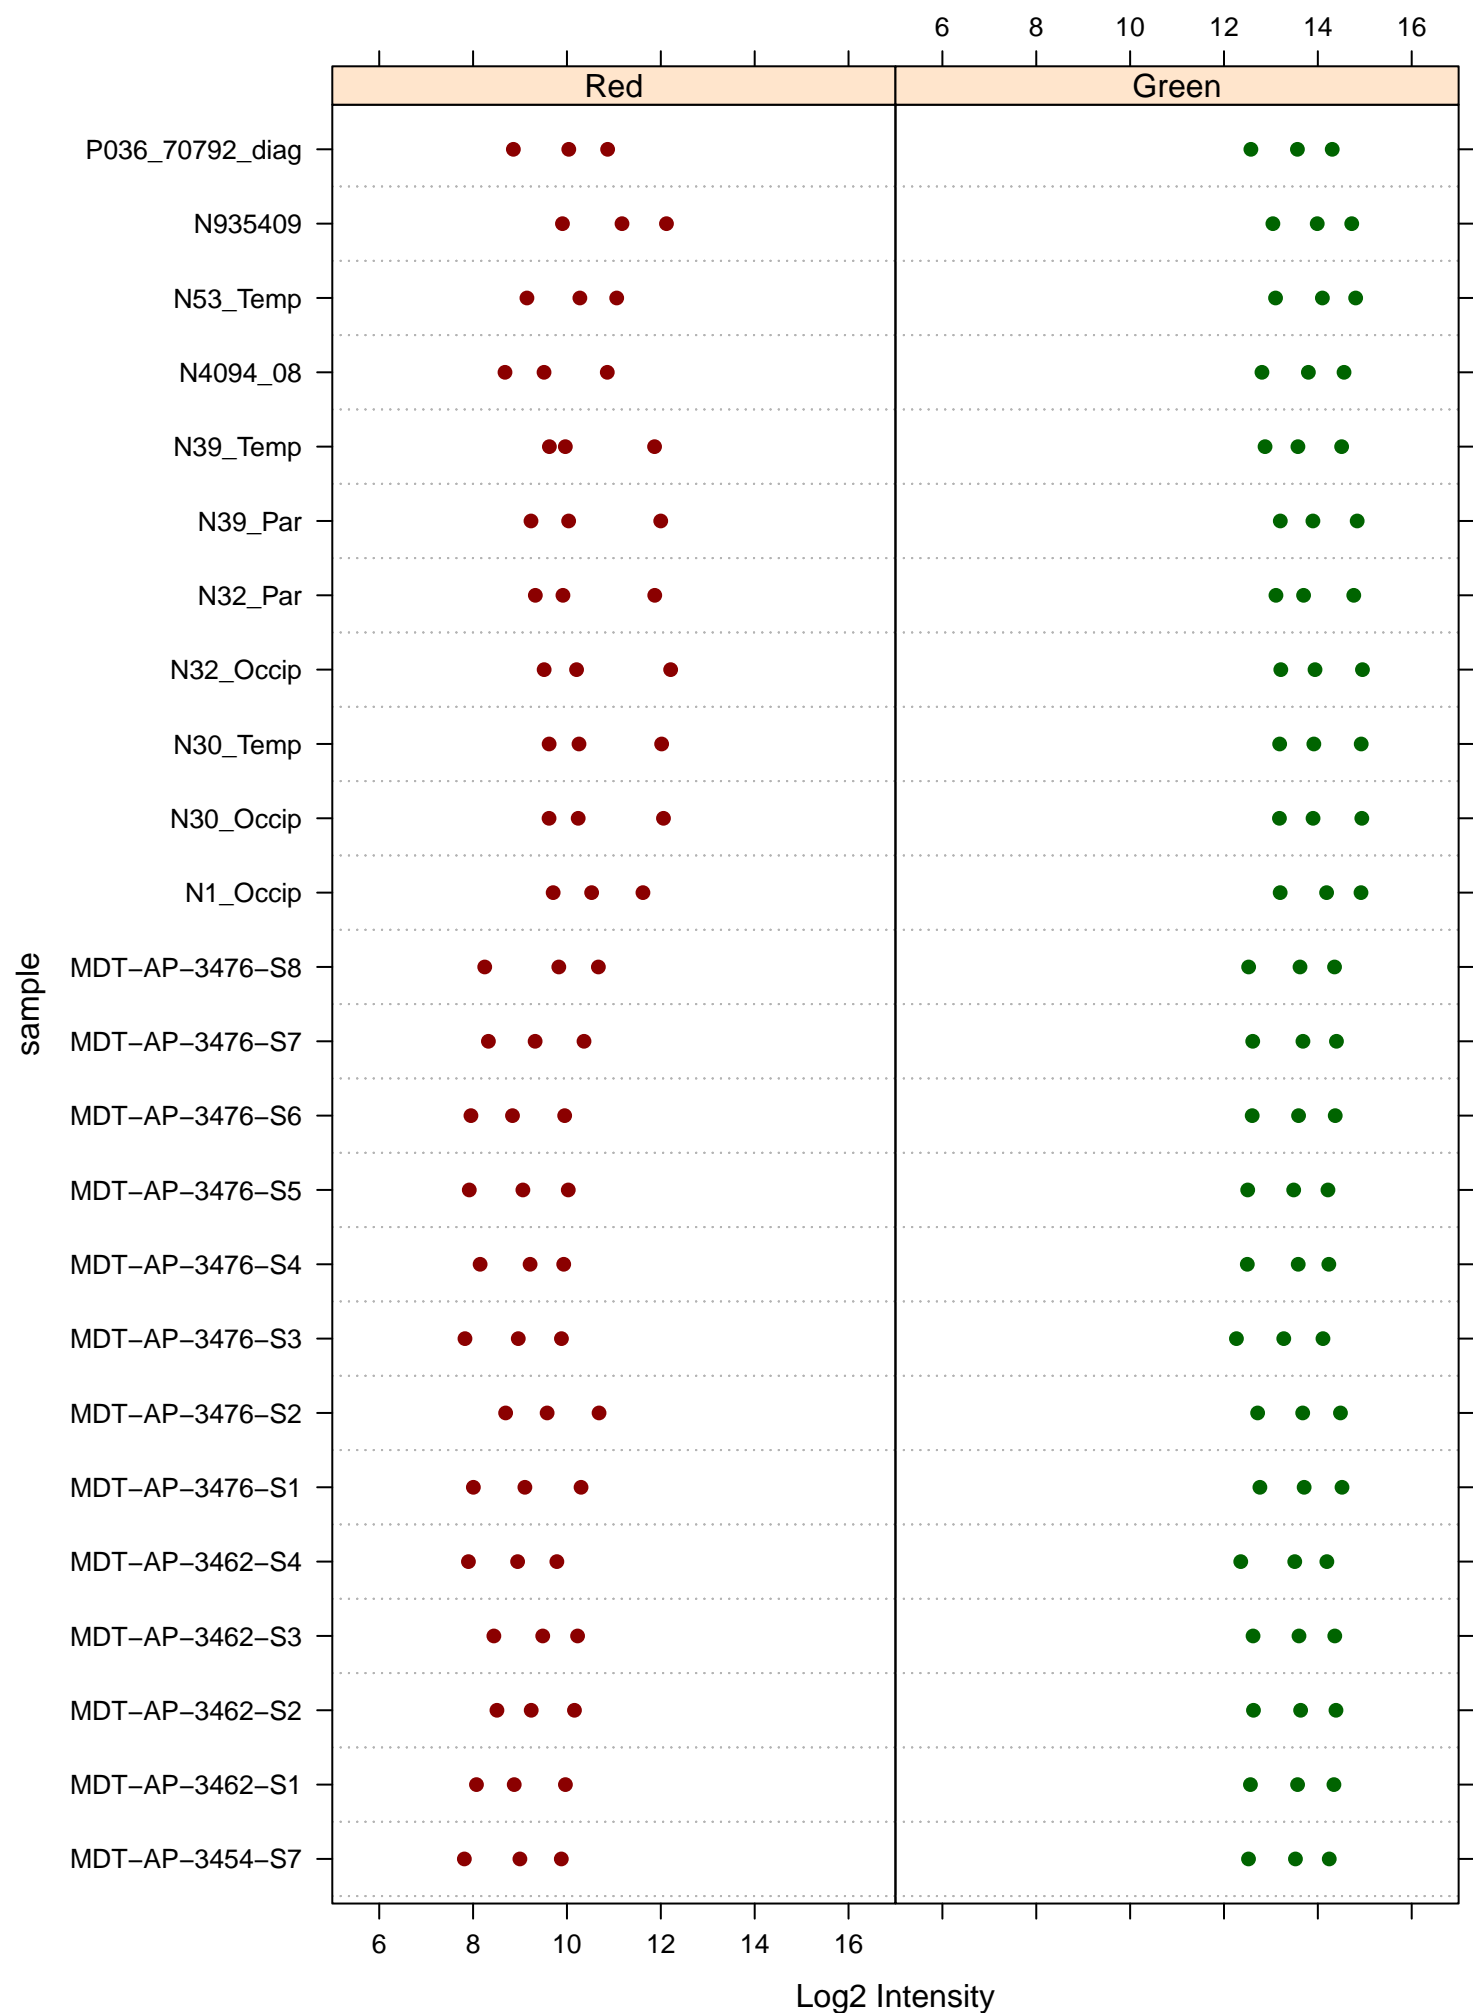 6 8 10 12 14 16
Red Green
P036_70792_diag
N935409
N53_Temp
N4094_08
N39_Temp
N39_Par
N32_Par
N32_Occip
N30_Temp
N30_Occip
N1_Occip
MDT−AP−3476−S8
MDT−AP−3476−S7
MDT−AP−3476−S6
MDT−AP−3476−S5
MDT−AP−3476−S4
MDT−AP−3476−S3
MDT−AP−3476−S2
MDT−AP−3476−S1
MDT−AP−3462−S4
MDT−AP−3462−S3
MDT−AP−3462−S2
MDT−AP−3462−S1
MDT−AP−3454−S7
sample
6 8 10 12 14 16
Log2 Intensity